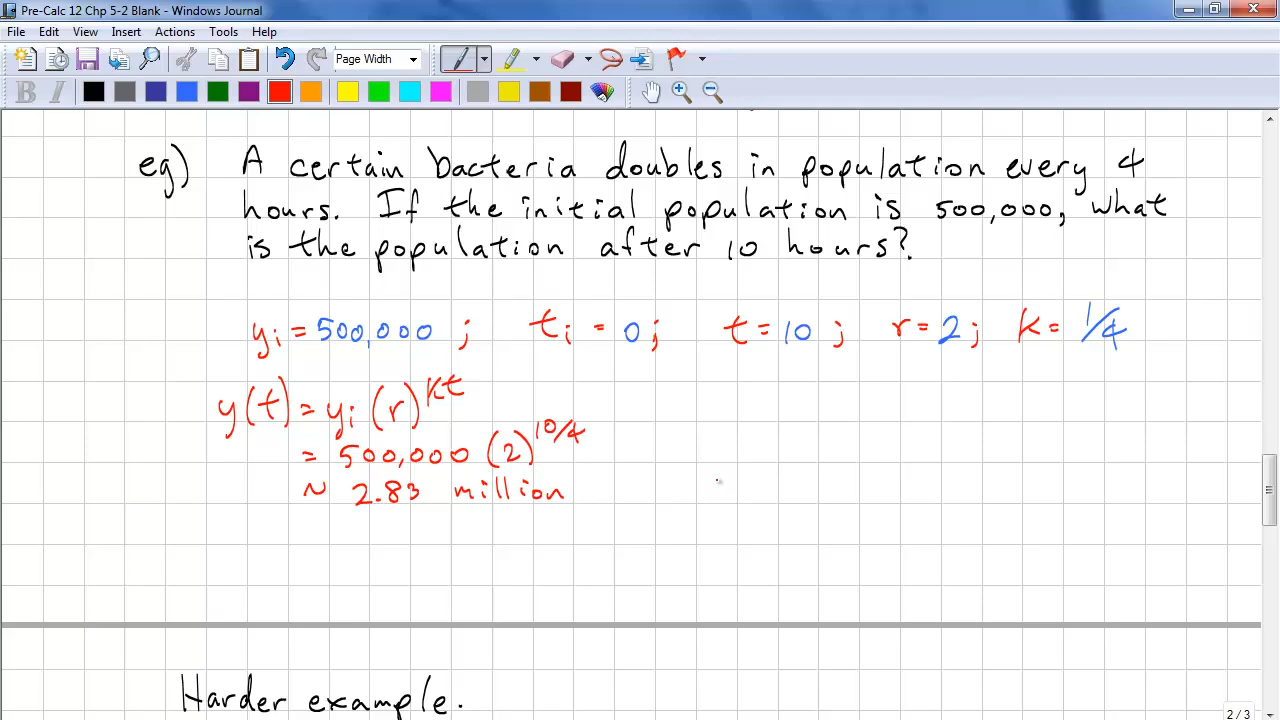 Pre-Calc 12 Chp 5-2 Blank - Windows Journal
File Edit View Insert Actions Tools Help
Page Width
B I
eg) A certain bacteria doubles in population every 4
hours. If the initial population is 500,000, what
is the population after 10 hours?
yi = 500,000 ; ti = 0; t = 10 ; r = 2 ; k = 1/4
y(t) = yi (r)^kt
= 500,000 (2)^10/4
~ 2.83 million
Harder example.
2 / 3